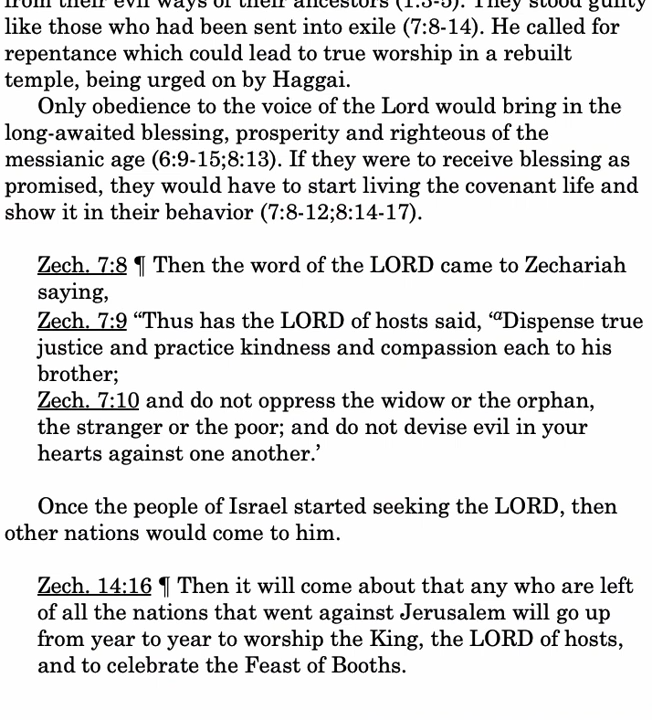 from their evil ways of their ancestors (1:3-5). They stood guilty
like those who had been sent into exile (7:8-14). He called for
repentance which could lead to true worship in a rebuilt
temple, being urged on by Haggai.
Only obedience to the voice of the Lord would bring in the
long-awaited blessing, prosperity and righteous of the
messianic age (6:9-15;8:13). If they were to receive blessing as
promised, they would have to start living the covenant life and
show it in their behavior (7:8-12;8:14-17).
Zech. 7:8 ¶ Then the word of the LORD came to Zechariah
saying,
Zech. 7:9 “Thus has the LORD of hosts said, ‘aDispense true
justice and practice kindness and compassion each to his
brother;
Zech. 7:10 and do not oppress the widow or the orphan,
the stranger or the poor; and do not devise evil in your
hearts against one another.’
Once the people of Israel started seeking the LORD, then
other nations would come to him.
Zech. 14:16 ¶ Then it will come about that any who are left
of all the nations that went against Jerusalem will go up
from year to year to worship the King, the LORD of hosts,
and to celebrate the Feast of Booths.